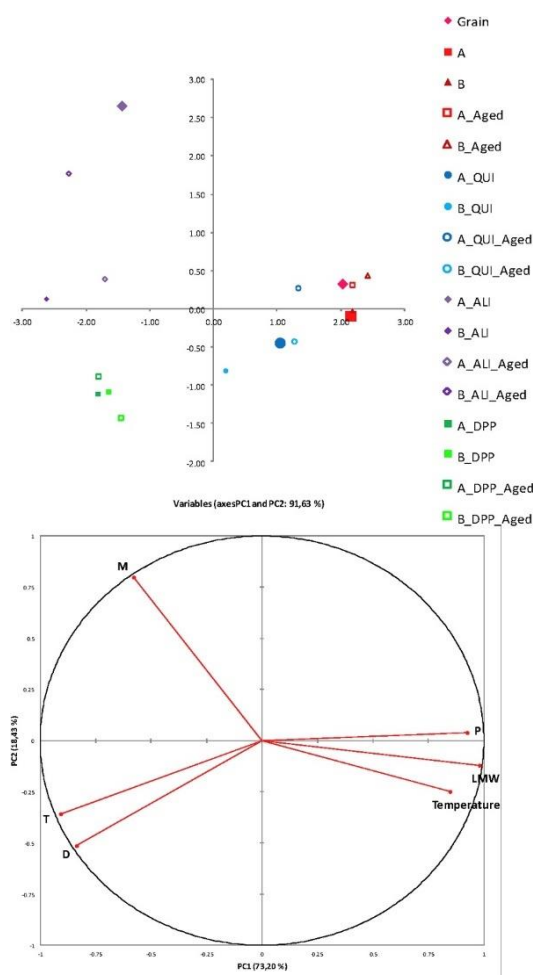 Grain
A
B
A_Aged
B_Aged
A_QUI
B_QUI
A_QUI_Aged
B_QUI_Aged
A_ALI
B_ALI
A_ALI_Aged
B_ALI_Aged
A_DPP
B_DPP
A_DPP_Aged
B_DPP_Aged
3.00
2.50
2.00
1.50
1.00
0.50
0.00
-3.00 -2.00 -1.00 0.00 1.00 2.00 3.00
-0.50
-1.00
-1.50
-2.00
Variables (axesPC1 and PC2: 91,63 %)
1
M
0.75
0.5
0.25
PI
0
LMW
-0.25
Temperature
T
-0.5
D
-0.75
-1
-1 -0.75 -0.5 -0.25 0 0.25 0.5 0.75 1
PC2 (18,43 %)
PC1 (73,20 %)